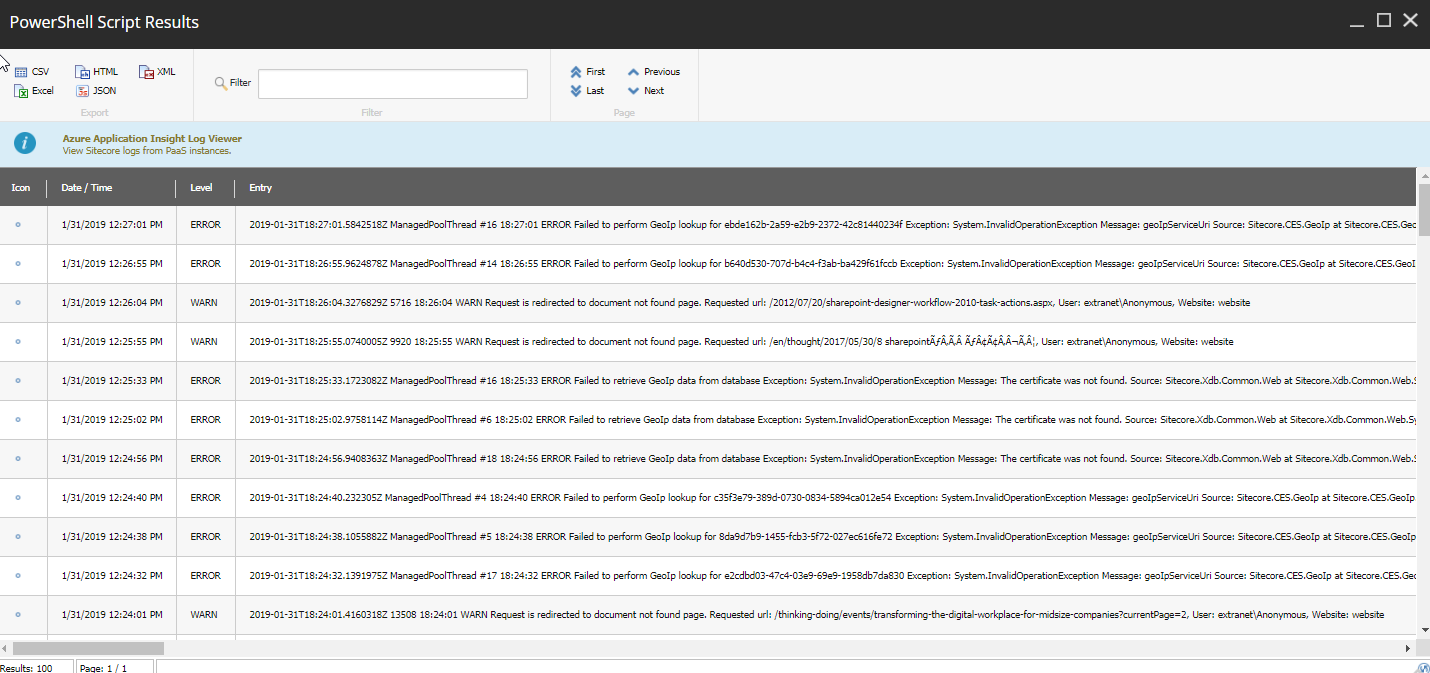 PowerShell Script Results
CSV HTML XML
Excel JSON
Export
Filter
Filter
First Previous
Last Next
Page
Azure Application Insight Log Viewer
View Sitecore logs from PaaS instances.
Icon Date / Time Level Entry
1/31/2019 12:27:01 PM ERROR 2019-01-31T18:27:01.5842518Z ManagedPoolThread #16 18:27:01 ERROR Failed to perform GeoIp lookup for ebde162b-2a59-e2b9-2372-42c81440234f Exception: System.InvalidOperationException Message: geoIpServiceUri Source: Sitecore.CES.GeoIp at Sitecore.CES.Geo
1/31/2019 12:26:55 PM ERROR 2019-01-31T18:26:55.9624878Z ManagedPoolThread #14 18:26:55 ERROR Failed to perform GeoIp lookup for b640d530-707d-b4c4-f3ab-ba429f61fccb Exception: System.InvalidOperationException Message: geoIpServiceUri Source: Sitecore.CES.GeoIp at Sitecore.CES.GeoI
1/31/2019 12:26:04 PM WARN 2019-01-31T18:26:04.3276829Z 5716 18:26:04 WARN Request is redirected to document not found page. Requested url: /2012/07/20/sharepoint-designer-workflow-2010-task-actions.aspx, User: extranet\Anonymous, Website: website
1/31/2019 12:25:55 PM WARN 2019-01-31T18:25:55.0740005Z 9920 18:25:55 WARN Request is redirected to document not found page. Requested url: /en/thought/2017/05/30/8 sharepointÃƒÂ‚Ã‚Â ÃƒÂ¢Ã¢Â‚Â¬Ã‚Â¦, User: extranet\Anonymous, Website: website
1/31/2019 12:25:33 PM ERROR 2019-01-31T18:25:33.1723082Z ManagedPoolThread #16 18:25:33 ERROR Failed to retrieve GeoIp data from database Exception: System.InvalidOperationException Message: The certificate was not found. Source: Sitecore.Xdb.Common.Web at Sitecore.Xdb.Common.Web.S
1/31/2019 12:25:02 PM ERROR 2019-01-31T18:25:02.9758114Z ManagedPoolThread #6 18:25:02 ERROR Failed to retrieve GeoIp data from database Exception: System.InvalidOperationException Message: The certificate was not found. Source: Sitecore.Xdb.Common.Web at Sitecore.Xdb.Common.Web.Sy
1/31/2019 12:24:56 PM ERROR 2019-01-31T18:24:56.9408363Z ManagedPoolThread #18 18:24:56 ERROR Failed to retrieve GeoIp data from database Exception: System.InvalidOperationException Message: The certificate was not found. Source: Sitecore.Xdb.Common.Web at Sitecore.Xdb.Common.Web.S
1/31/2019 12:24:40 PM ERROR 2019-01-31T18:24:40.232305Z ManagedPoolThread #4 18:24:40 ERROR Failed to perform GeoIp lookup for c35f3e79-389d-0730-0834-5894ca012e54 Exception: System.InvalidOperationException Message: geoIpServiceUri Source: Sitecore.CES.GeoIp at Sitecore.CES.GeoIp
1/31/2019 12:24:38 PM ERROR 2019-01-31T18:24:38.1055882Z ManagedPoolThread #5 18:24:38 ERROR Failed to perform GeoIp lookup for 8da9d7b9-1455-fcb3-5f72-027ec616fe72 Exception: System.InvalidOperationException Message: geoIpServiceUri Source: Sitecore.CES.GeoIp at Sitecore.CES.GeoIp
1/31/2019 12:24:32 PM ERROR 2019-01-31T18:24:32.1391975Z ManagedPoolThread #17 18:24:32 ERROR Failed to perform GeoIp lookup for e2cdbd03-47c4-03e9-69e9-1958db7da830 Exception: System.InvalidOperationException Message: geoIpServiceUri Source: Sitecore.CES.GeoIp at Sitecore.CES.Geo
1/31/2019 12:24:01 PM WARN 2019-01-31T18:24:01.4160318Z 13508 18:24:01 WARN Request is redirected to document not found page. Requested url: /thinking-doing/events/transforming-the-digital-workplace-for-midsize-companies?currentPage=2, User: extranet\Anonymous, Website: website
Results: 100 Page: 1 / 1